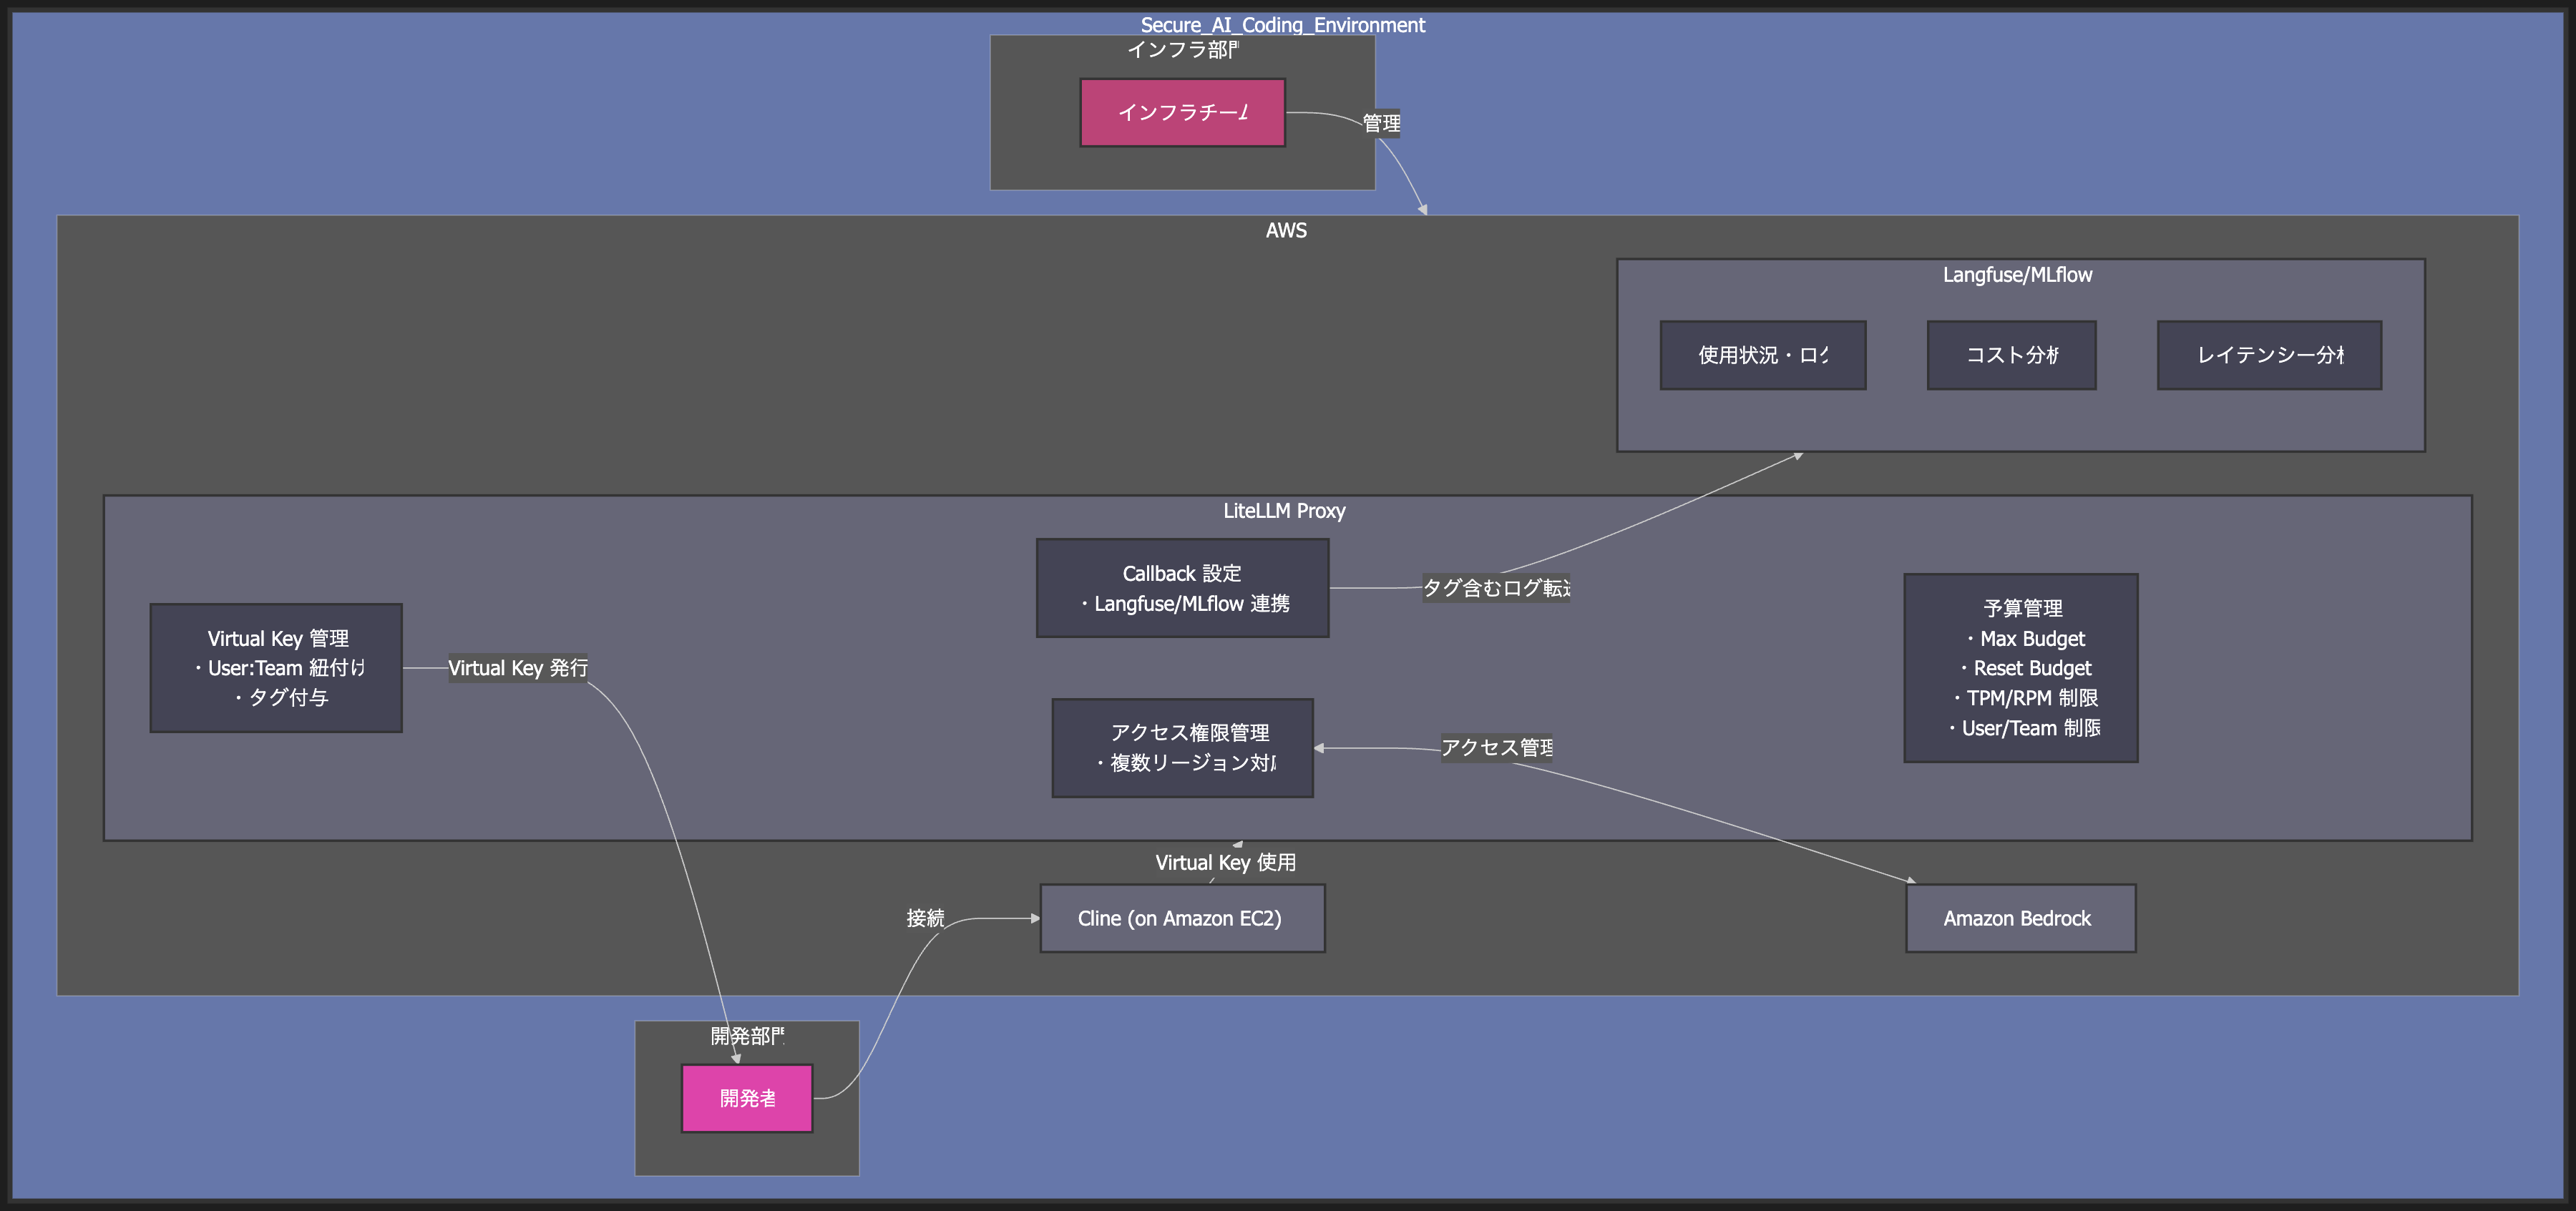 Secure_AI_Coding_Environment
インフラ部門
インフラチーム
管理
AWS
Langfuse/MLflow
使用状況・ログ
コスト分析
レイテンシー分析
LiteLLM Proxy
Callback 設定
・Langfuse/MLflow 連携
タグ含むログ転送
Virtual Key 管理
・User:Team 紐付け
・タグ付与
Virtual Key 発行
予算管理
・Max Budget
・Reset Budget
・TPM/RPM 制限
・User/Team 制限
アクセス権限管理
・複数リージョン対応
アクセス管理
Virtual Key 使用
接続
Cline (on Amazon EC2)
Amazon Bedrock
開発部門
開発者